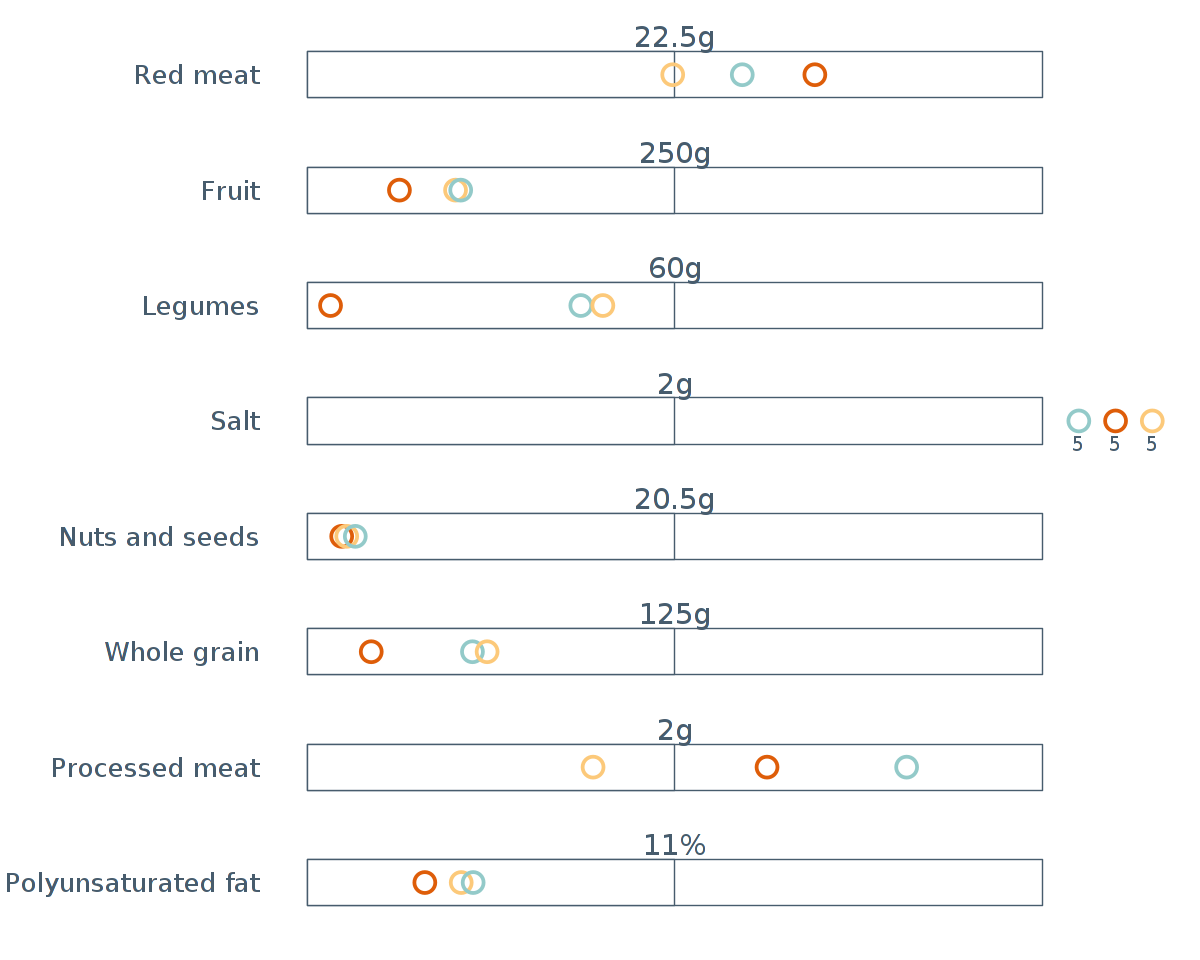 22.5g
Red meat
250g
Fruit
60g
Legumes
2g
Salt
5 5 5
20.5g
Nuts and seeds
125g
Whole grain
2g
Processed meat
11%
Polyunsaturated fat